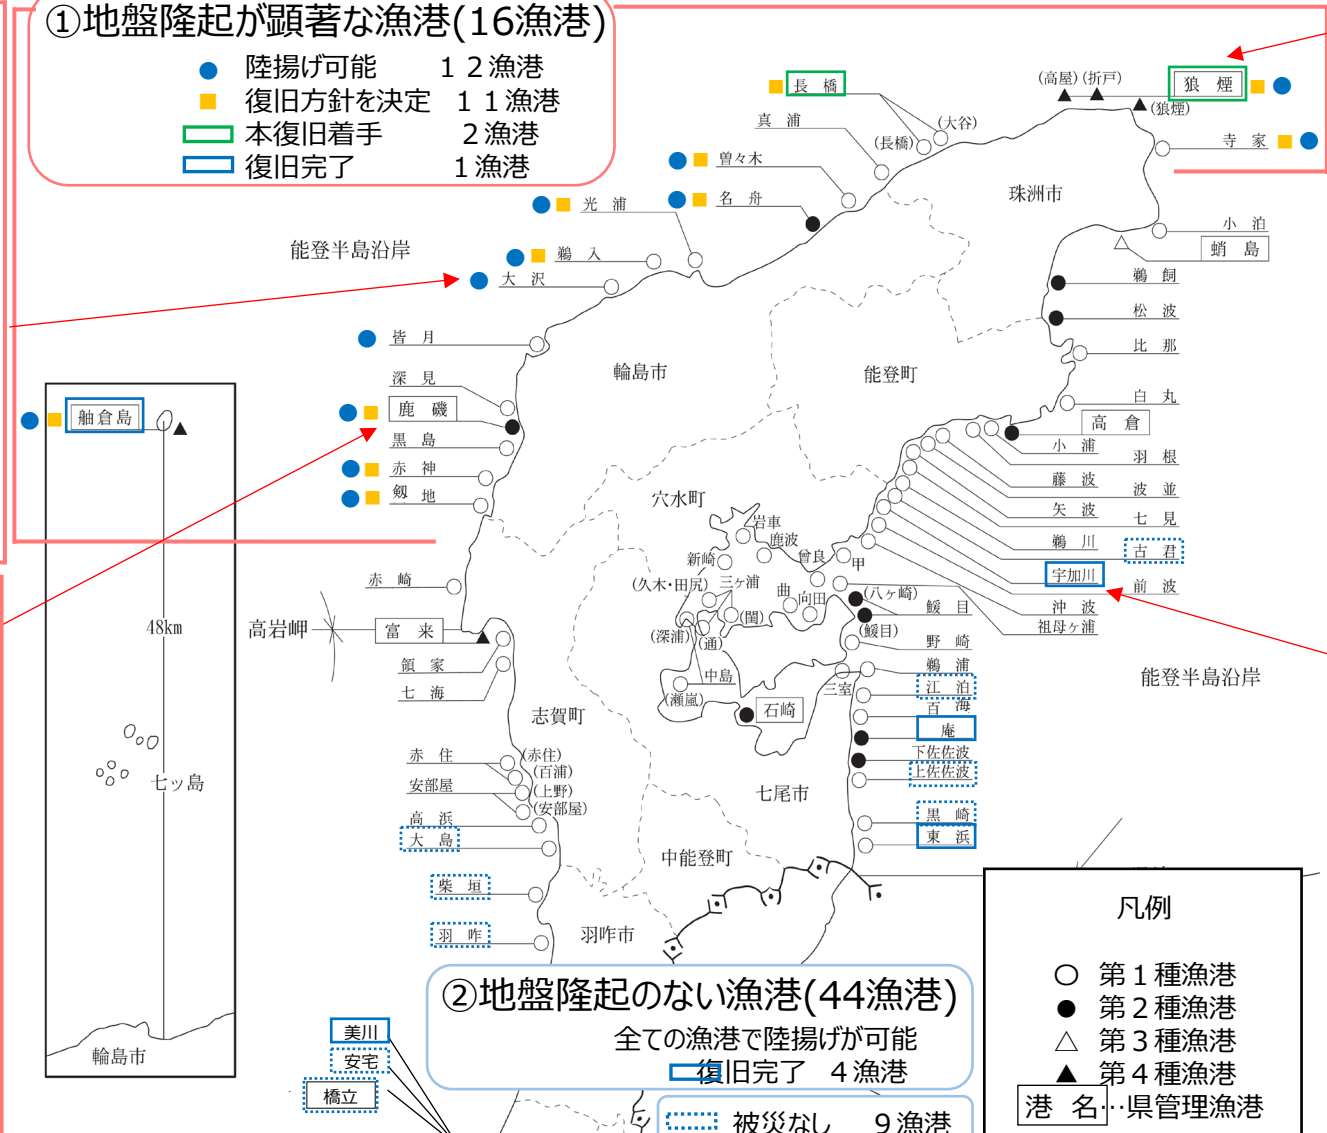 ①地盤隆起が顕著な漁港(16漁港)
陸揚げ可能 １２漁港
復旧方針を決定 １１漁港
本復旧着手 ２漁港
復旧完了 １漁港
長 橋
(高屋)
(折戸)
狼 煙
(狼煙)
真 浦
(長橋)
(大谷)
寺 家
曽々木
名 舟
珠洲市
光 浦
小 泊
蛸 島
能登半島沿岸
鵜 入
大 沢
鵜 飼
松 波
皆 月
比 那
輪島市
能登町
深 見
鹿 磯
白 丸
高 倉
舳倉島
黒 島
小 浦
羽 根
赤 神
藤 波
波 並
剱 地
穴水町
矢 波
七 見
岩車
鹿波
鵜 川
古 君
新崎
曾良
甲
宇加川
赤 崎
(久木・田尻)
三ヶ浦
曲
向田
(八ヶ崎)
前 波
沖 波
鰀 目
祖母ヶ浦
48km
高岩岬
富 来
(深浦)
(通)
(閨)
(鰀目)
野 崎
領 家
鵜 浦
能登半島沿岸
七 海
中島
(瀬嵐)
三室
江 泊
百 海
志賀町
石崎
庵
下佐佐波
赤 住
(赤住)
(百浦)
上佐佐波
七ッ島
安部屋
(上野)
(安部屋)
七尾市
高 浜
黒 崎
大 島
東 浜
中能登町
柴 垣
羽 咋
羽咋市
凡例
○ 第１種漁港
● 第２種漁港
△ 第３種漁港
▲ 第４種漁港
港 名…県管理漁港
②地盤隆起のない漁港(44漁港)
全ての漁港で陸揚げが可能
復旧完了 ４漁港
被災なし ９漁港
輪島市
美川
安宅
橋立